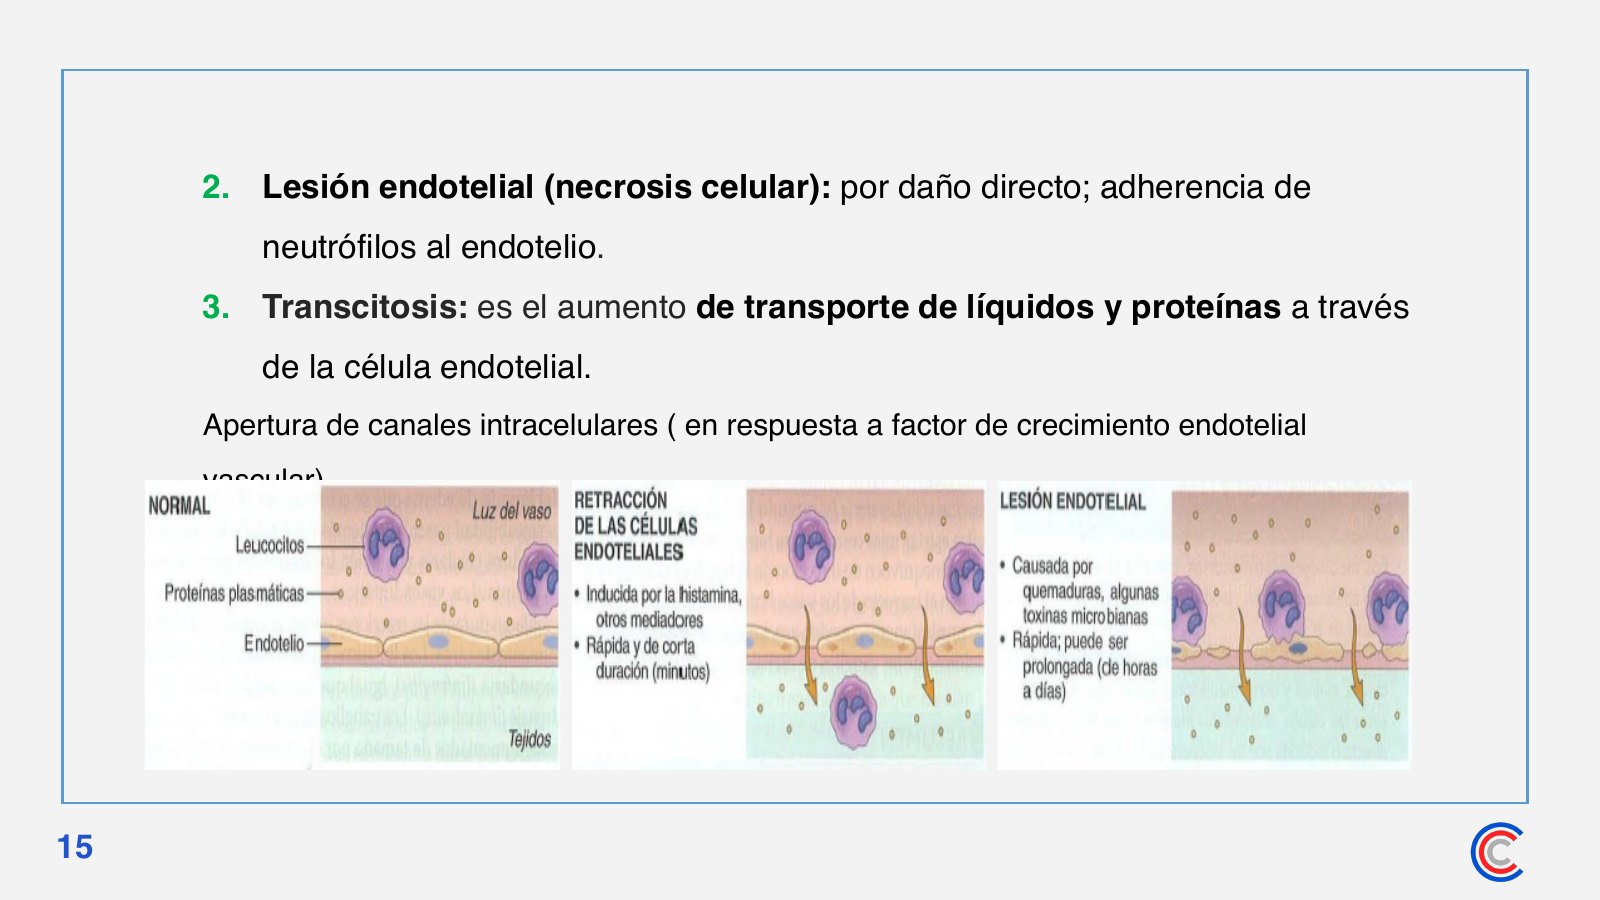 2. Lesión endotelial (necrosis celular): por daño directo; adherencia de
neutrófilos al endotelio.
3. Transcitosis: es el aumento de transporte de líquidos y proteínas a través
de la célula endotelial.
Apertura de canales intracelulares ( en respuesta a factor de crecimiento endotelial
vascular)
NORMAL
Luz del vaso
Leucocitos
Proteínas plasmáticas
Endotelio
Tejidos
RETRACCIÓN
DE LAS CÉLULAS
ENDOTELIALES
• Inducida por la histamina,
otros mediadores
• Rápida y de corta
duración (minutos)
LESIÓN ENDOTELIAL
• Causada por
quemaduras, algunas
toxinas microbianas
• Rápida; puede ser
prolongada (de horas
a días)
15